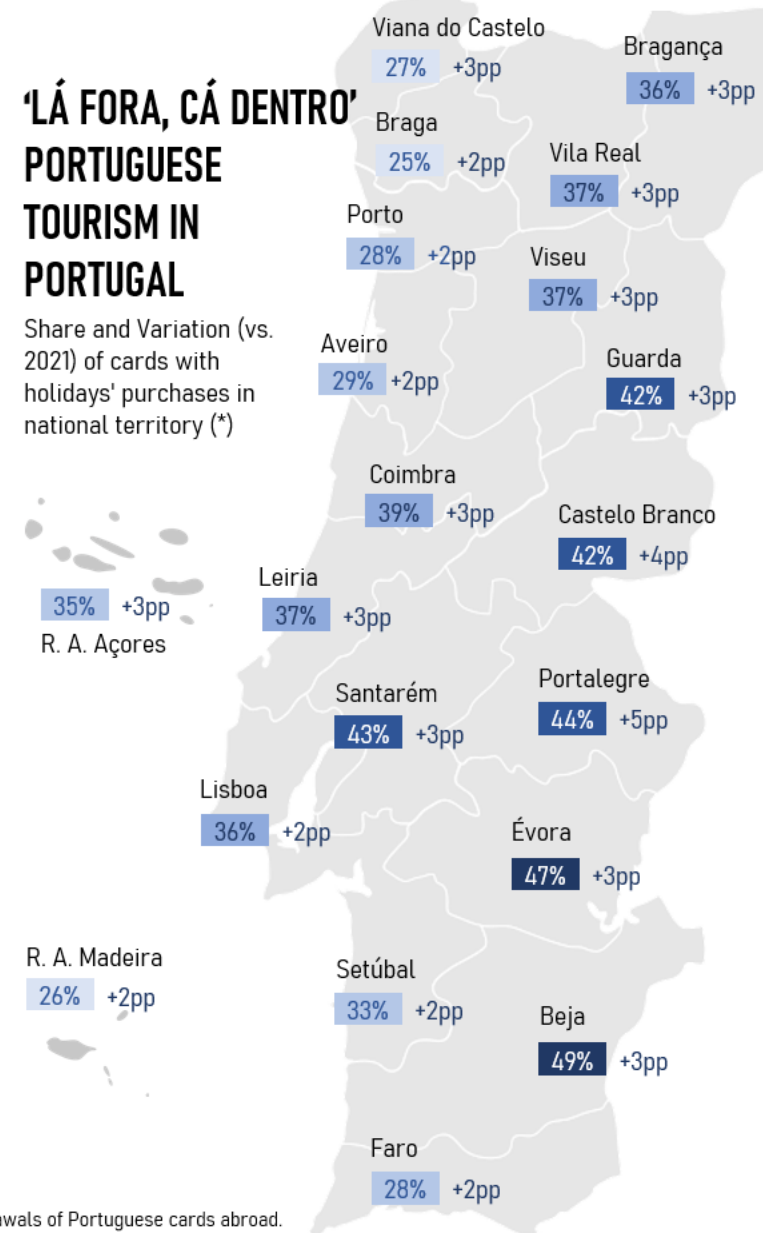 ‘LÁ FORA, CÁ DENTRO’
PORTUGUESE
TOURISM IN
PORTUGAL
Share and Variation (vs.
2021) of cards with
holidays' purchases in
national territory (*)
Viana do Castelo
27% +3pp
Bragança
36% +3pp
Braga
25% +2pp
Vila Real
37% +3pp
Porto
28% +2pp
Viseu
37% +3pp
Aveiro
29% +2pp
Guarda
42% +3pp
Coimbra
39% +3pp
Castelo Branco
42% +4pp
Leiria
37% +3pp
35% +3pp
R. A. Açores
Santarém
43% +3pp
Portalegre
44% +5pp
Lisboa
36% +2pp
Évora
47% +3pp
R. A. Madeira
26% +2pp
Setúbal
33% +2pp
Beja
49% +3pp
Faro
28% +2pp
of Portuguese cards abroad.